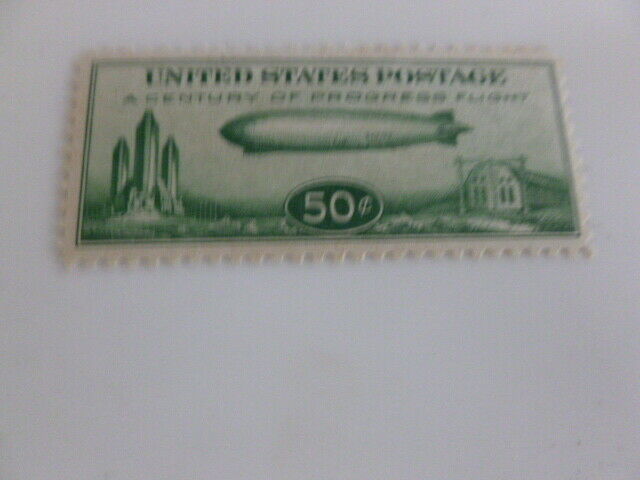 UNITED STATES POSTAGE
A CENTURY OF PROGRESS FLIGHT
50¢